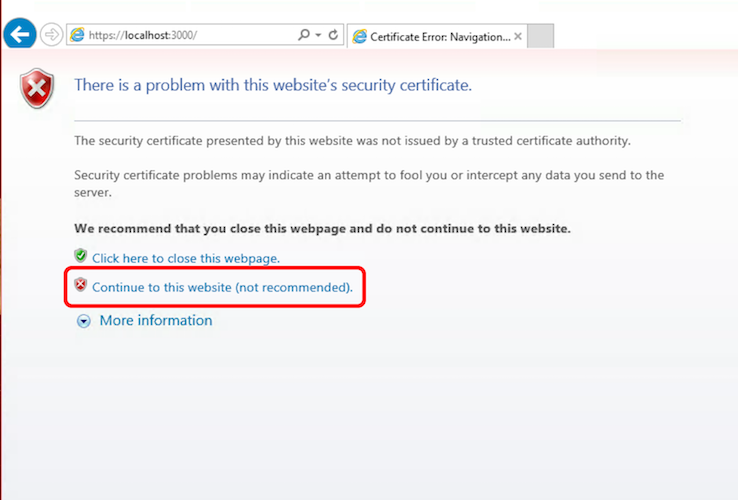 https://localhost:3000/
Certificate Error: Navigation...
There is a problem with this website's security certificate.
The security certificate presented by this website was not issued by a trusted certificate authority.
Security certificate problems may indicate an attempt to fool you or intercept any data you send to the
server.
We recommend that you close this webpage and do not continue to this website.
Click here to close this webpage.
Continue to this website (not recommended).
More information